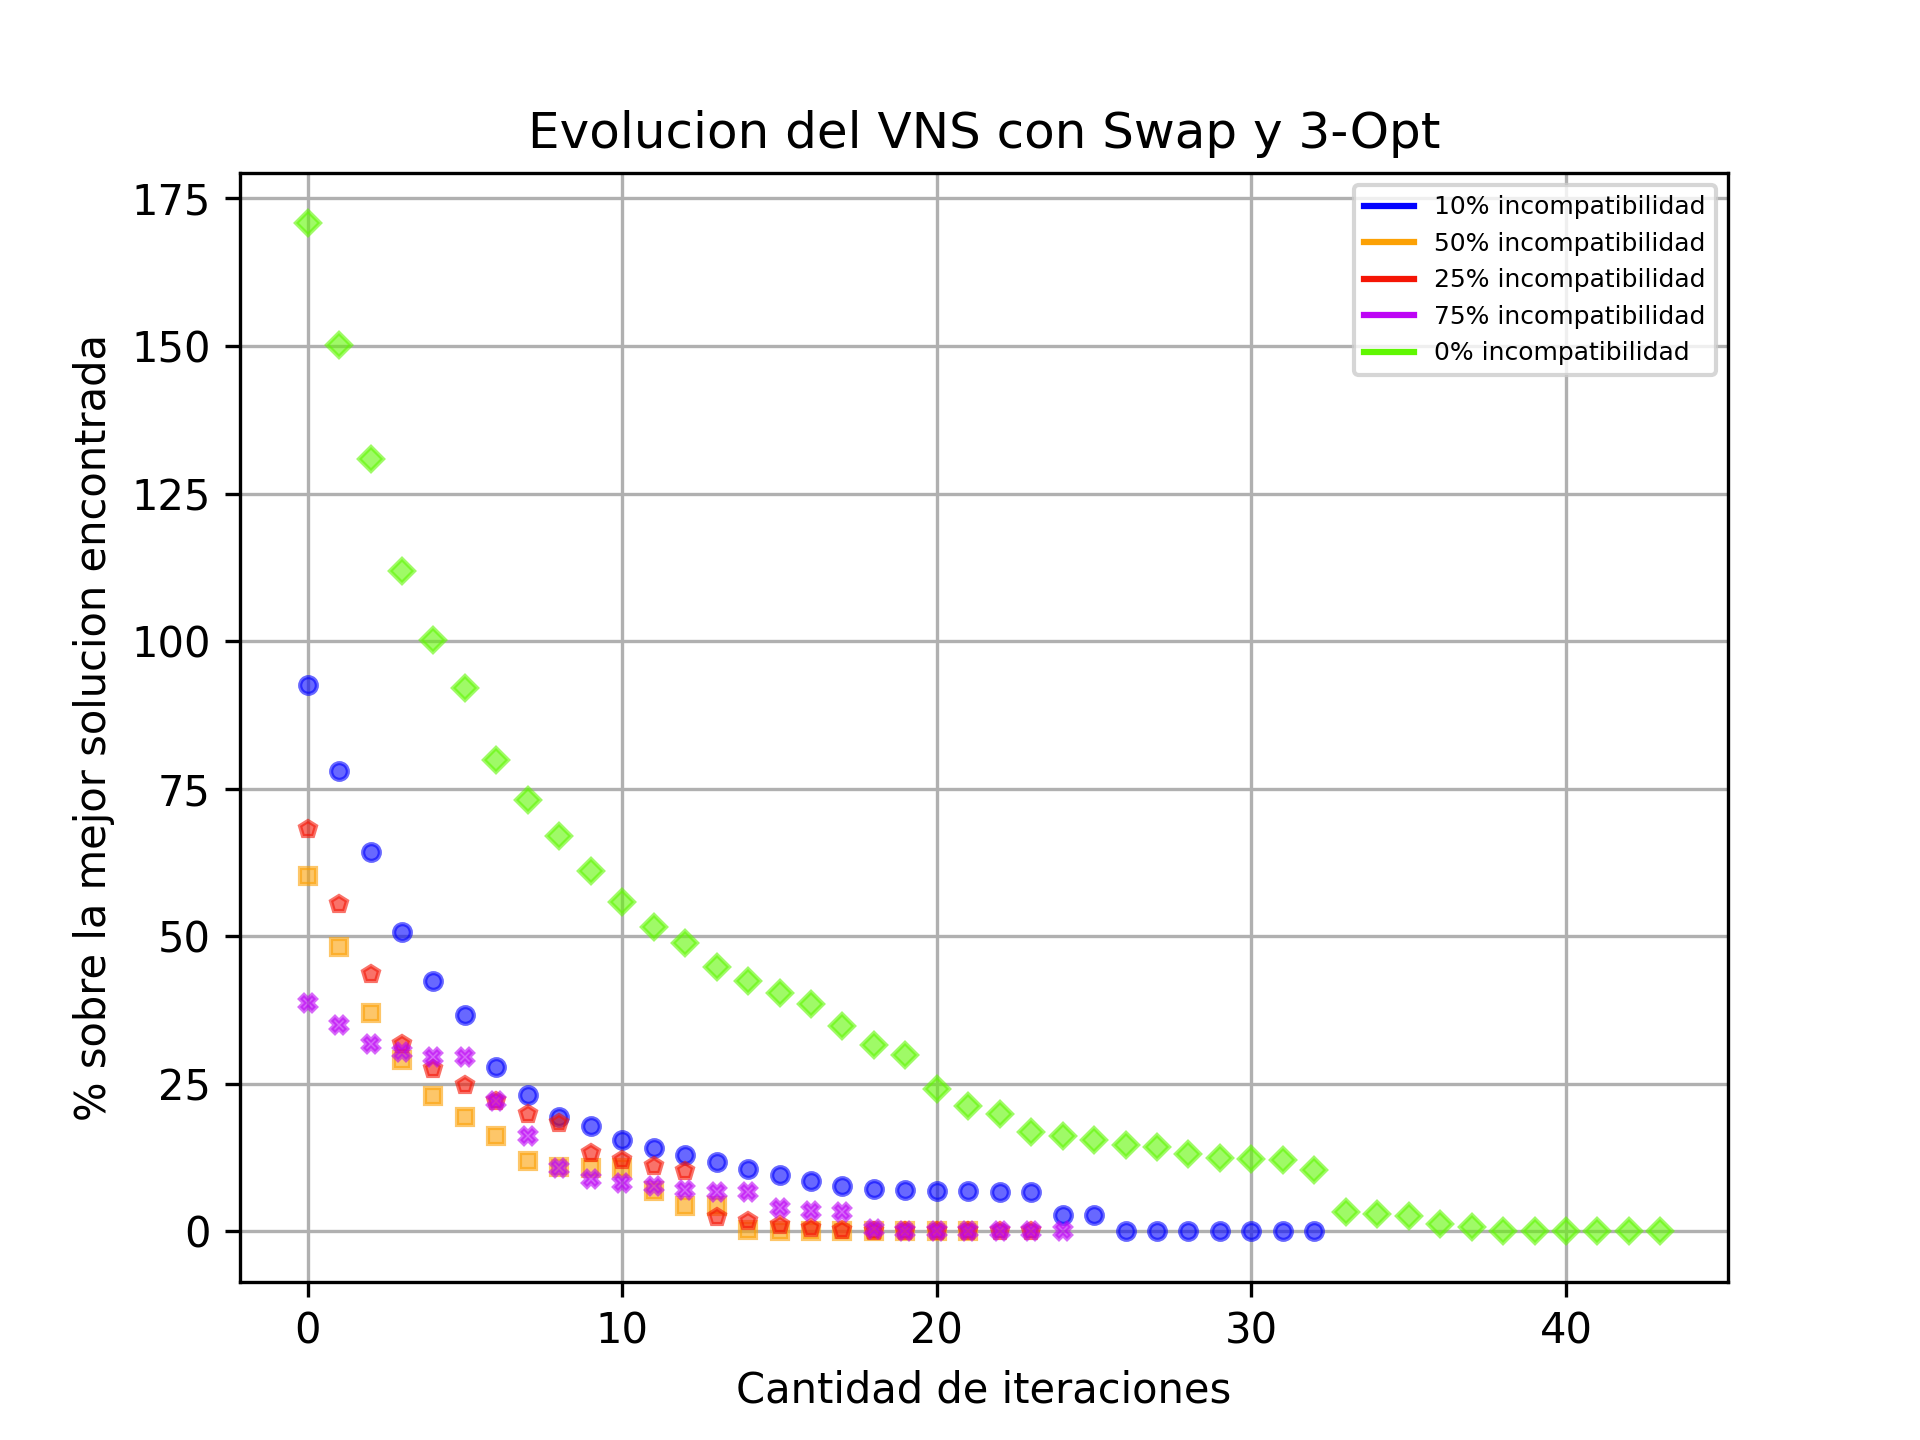 Evolucion del VNS con Swap y 3-Opt
% sobre la mejor solucion encontrada
175
150
125
100
75
50
25
0
10% incompatibilidad
50% incompatibilidad
25% incompatibilidad
75% incompatibilidad
0% incompatibilidad
0 10 20 30 40
Cantidad de iteraciones